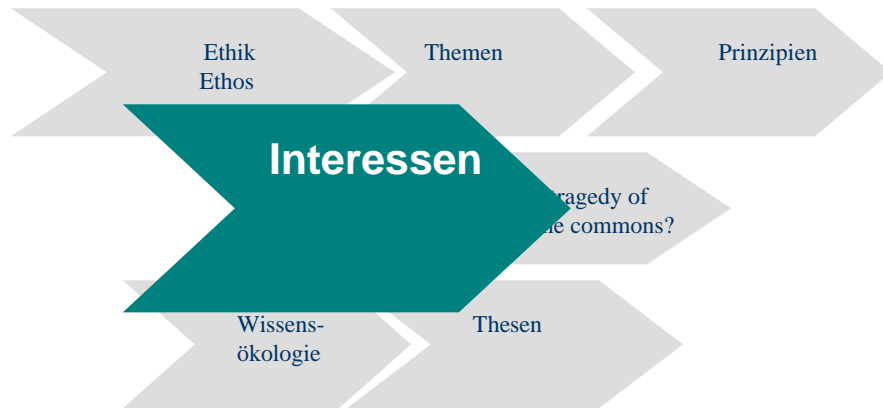 Ethik
Ethos
Themen
Prinzipien
Interessen
ragedy of
e commons?
Wissens-
ökologie
Thesen